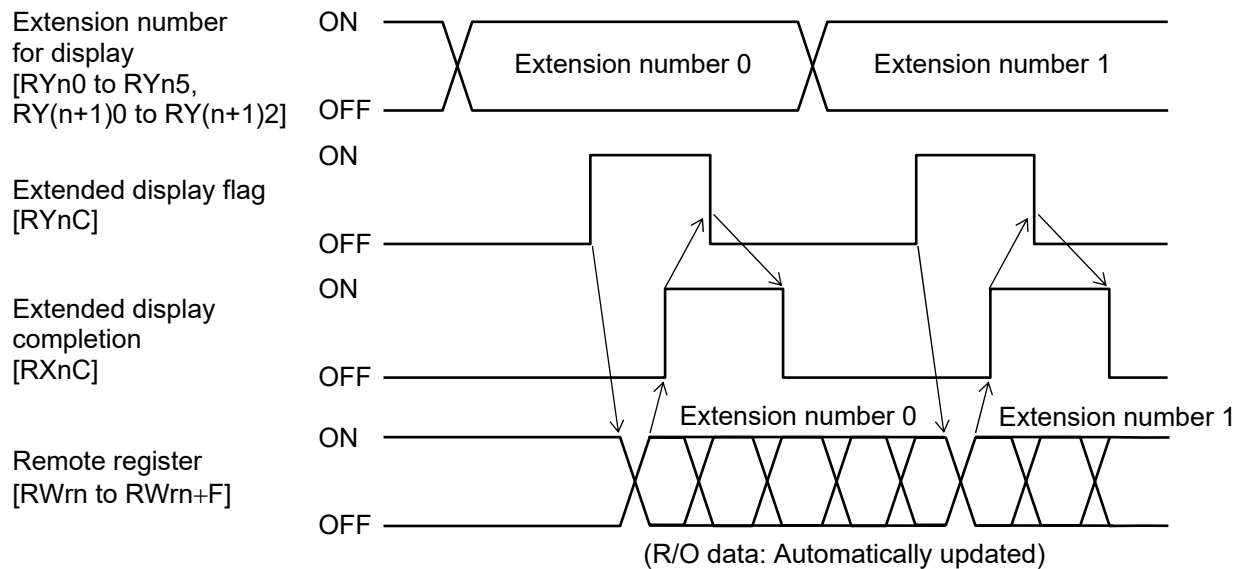 Extension number
for display
[RYn0 to RYn5,
RY(n+1)0 to RY(n+1)2]
ON
OFF
Extension number 0
Extension number 1
Extended display flag
[RYnC]
ON
OFF
Extended display
completion
[RXnC]
ON
OFF
Remote register
[RWrn to RWrn+F]
ON
OFF
Extension number 0
Extension number 1
(R/O data: Automatically updated)